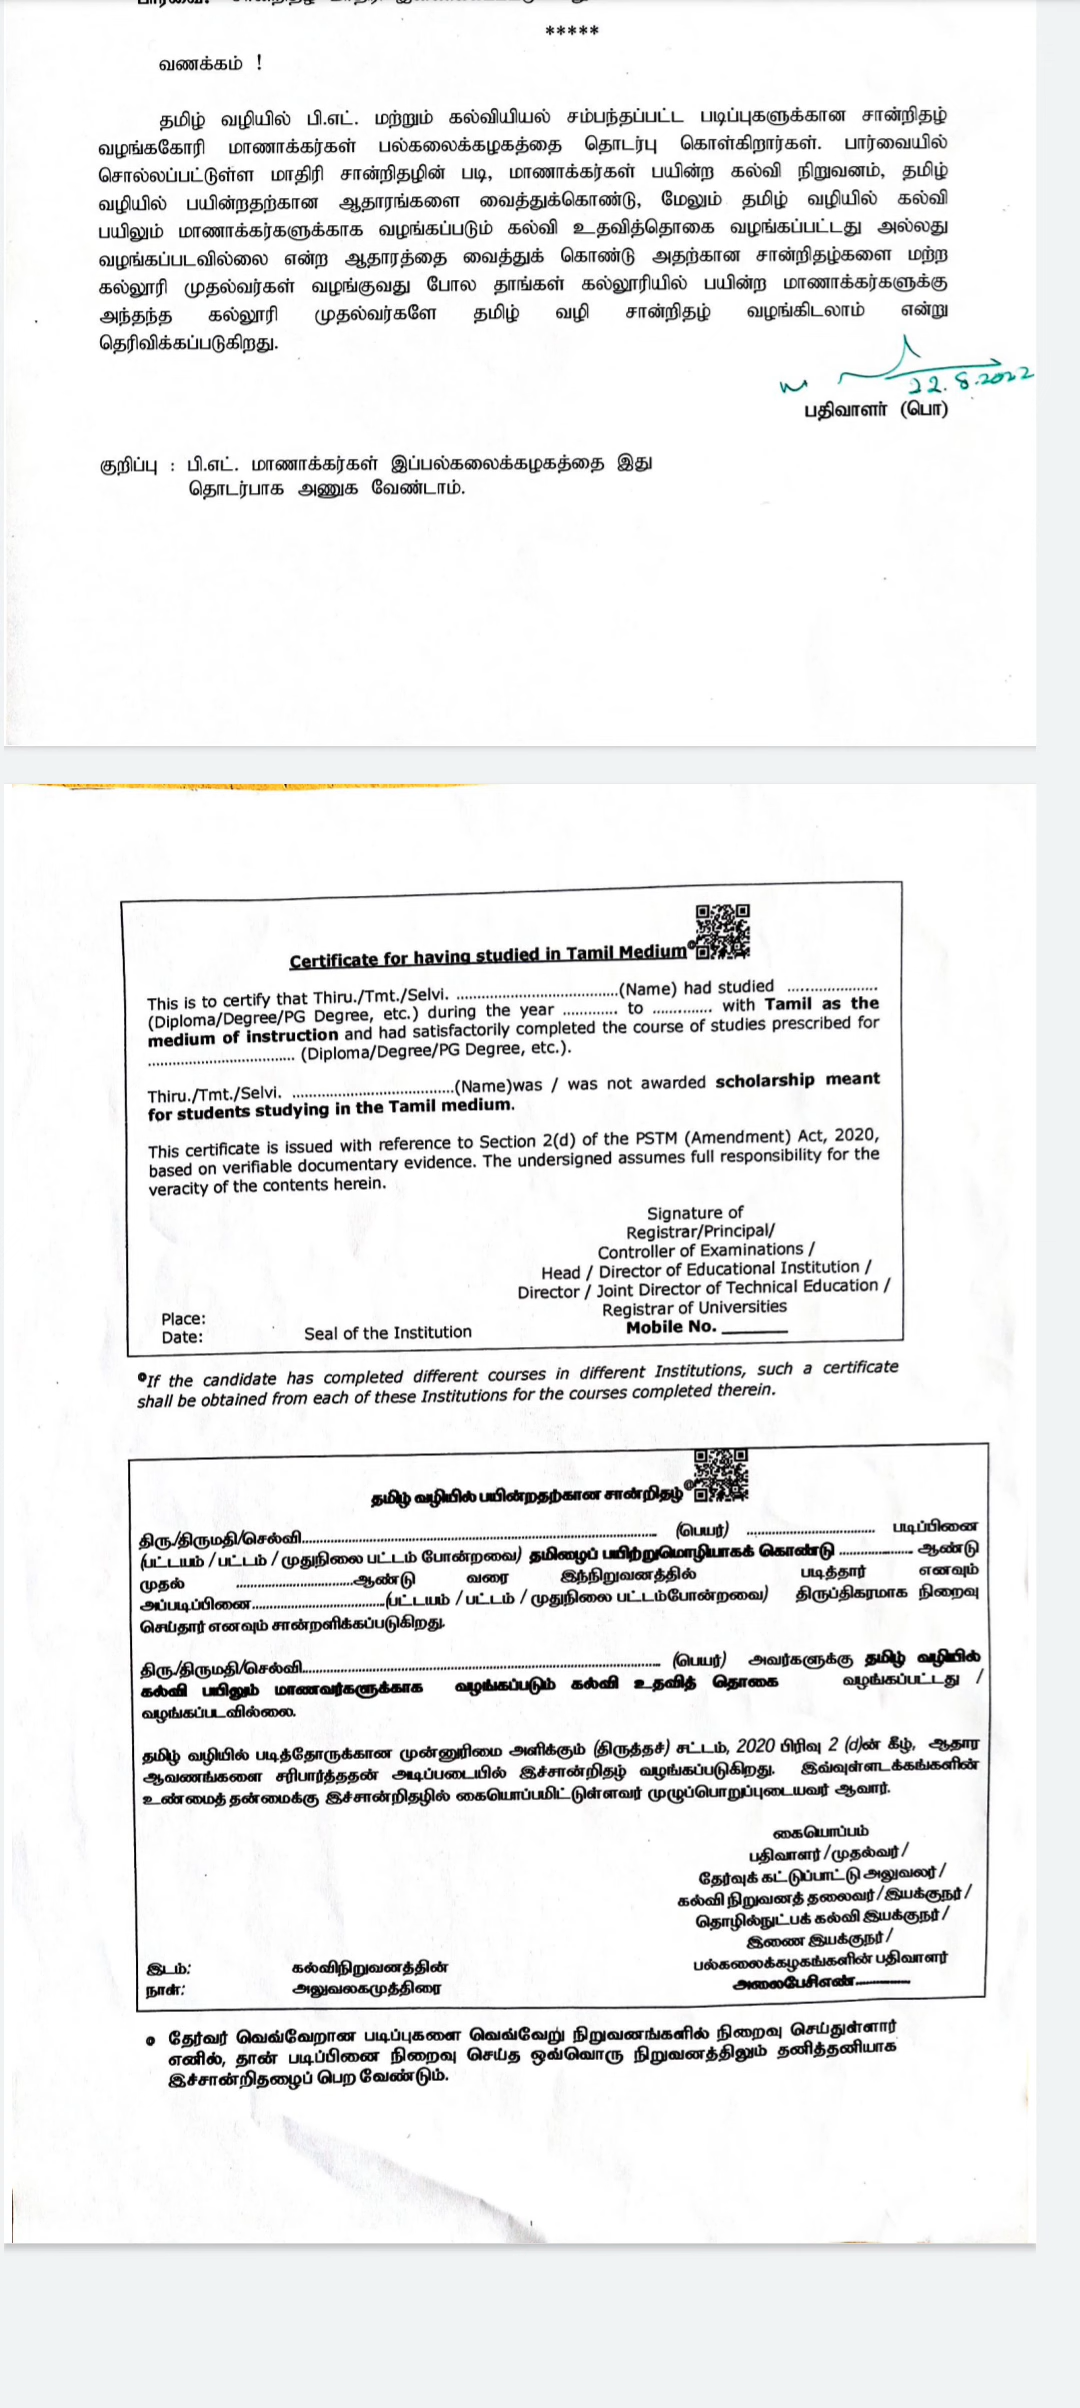 *****
வணக்கம் !
தமிழ் வழியில் பி.எட். மற்றும் கல்வியியல் சம்பந்தப்பட்ட படிப்புகளுக்கான சான்றிதழ்
வழங்ககோரி மாணாக்கர்கள் பல்கலைக்கழகத்தை தொடர்பு கொள்கிறார்கள். பார்வையில்
சொல்லப்பட்டுள்ள மாதிரி சான்றிதழின் படி, மாணாக்கர்கள் பயின்ற கல்வி நிறுவனம், தமிழ்
வழியில் பயின்றதற்கான ஆதாரங்களை வைத்துக்கொண்டு, மேலும் தமிழ் வழியில் கல்வி
பயிலும் மாணாக்கர்களுக்காக வழங்கப்படும் கல்வி உதவித்தொகை வழங்கப்பட்டது அல்லது
வழங்கப்படவில்லை என்ற ஆதாரத்தை வைத்துக் கொண்டு அதற்கான சான்றிதழ்களை மற்ற
கல்லூரி முதல்வர்கள் வழங்குவது போல தாங்கள் கல்லூரியில் பயின்ற மாணாக்கர்களுக்கு
அந்தந்த கல்லூரி முதல்வர்களே தமிழ் வழி சான்றிதழ் வழங்கிடலாம் என்று
தெரிவிக்கப்படுகிறது.
22.8.2022
பதிவாளர் (பொ)
குறிப்பு : பி.எட். மாணாக்கர்கள் இப்பல்கலைக்கழகத்தை இது
தொடர்பாக அணுக வேண்டாம்.
Certificate for having studied in Tamil Medium
This is to certify that Thiru./Tmt./Selvi. ....................................(Name) had studied ....................
(Diploma/Degree/PG Degree, etc.) during the year ............ to ............. with Tamil as the
medium of instruction and had satisfactorily completed the course of studies prescribed for
................................. (Diploma/Degree/PG Degree, etc.).
Thiru./Tmt./Selvi. ....................................(Name)was / was not awarded scholarship meant
for students studying in the Tamil medium.
This certificate is issued with reference to Section 2(d) of the PSTM (Amendment) Act, 2020,
based on verifiable documentary evidence. The undersigned assumes full responsibility for the
veracity of the contents herein.
Signature of
Registrar/Principal/
Controller of Examinations /
Head / Director of Educational Institution /
Director / Joint Director of Technical Education /
Registrar of Universities
Place:
Date: Seal of the Institution Mobile No. _______
If the candidate has completed different courses in different Institutions, such a certificate
shall be obtained from each of these Institutions for the courses completed therein.
தமிழ் வழியில் பயின்றதற்கான சான்றிதழ்
திரு/திருமதி/செல்வி.................................................................... (பெயர்) ............................ படிப்பினை
(பட்டயம் / பட்டம் / முதுநிலை பட்டம் போன்றவை) தமிழைப் பயிற்றுமொழியாகக் கொண்டு ................ ஆண்டு
முதல் .........................ஆண்டு வரை இந்நிறுவனத்தில் படித்தார் எனவும்
அப்படிப்பினை............................(பட்டயம் / பட்டம் / முதுநிலை பட்டம்போன்றவை) திருப்திகரமாக நிறைவு
செய்தார் எனவும் சான்றளிக்கப்படுகிறது.
திரு/திருமதி/செல்வி.................................................................... (பெயர்) அவர்களுக்கு தமிழ் வழியில்
கல்வி பயிலும் மாணவர்களுக்காக வழங்கப்படும் கல்வி உதவித் தொகை வழங்கப்பட்டது /
வழங்கப்படவில்லை.
தமிழ் வழியில் படித்தோருக்கான முன்னுரிமை அளிக்கும் (திருத்தச்) சட்டம், 2020 பிரிவு 2 (d)ன் கீழ், ஆதார
ஆவணங்களை சரிபார்த்ததன் அடிப்படையில் இச்சான்றிதழ் வழங்கப்படுகிறது. இவ்வுள்ளடக்கங்களின்
உண்மைத் தன்மைக்கு இச்சான்றிதழில் கையொப்பமிட்டுள்ளவர் முழுப்பொறுப்புடையவர் ஆவார்.
கையொப்பம்
பதிவாளர்/முதல்வர்/
தேர்வுக் கட்டுப்பாட்டு அலுவலர்/
கல்வி நிறுவனத் தலைவர்/இயக்குநர்/
தொழில்நுட்பக் கல்வி இயக்குநர்/
இணை இயக்குநர்/
இடம்: கல்விநிறுவனத்தின் பல்கலைக்கழகங்களின் பதிவாளர்
நாள்: அலுவலகமுத்திரை அலைபேசிஎண்................
தேர்வர் வெவ்வேறான படிப்புகளை வெவ்வேறு நிறுவனங்களில் நிறைவு செய்துள்ளார்
எனில், தான் படிப்பினை நிறைவு செய்த ஒவ்வொரு நிறுவனத்திலும் தனித்தனியாக
இச்சான்றிதழைப் பெற வேண்டும்.